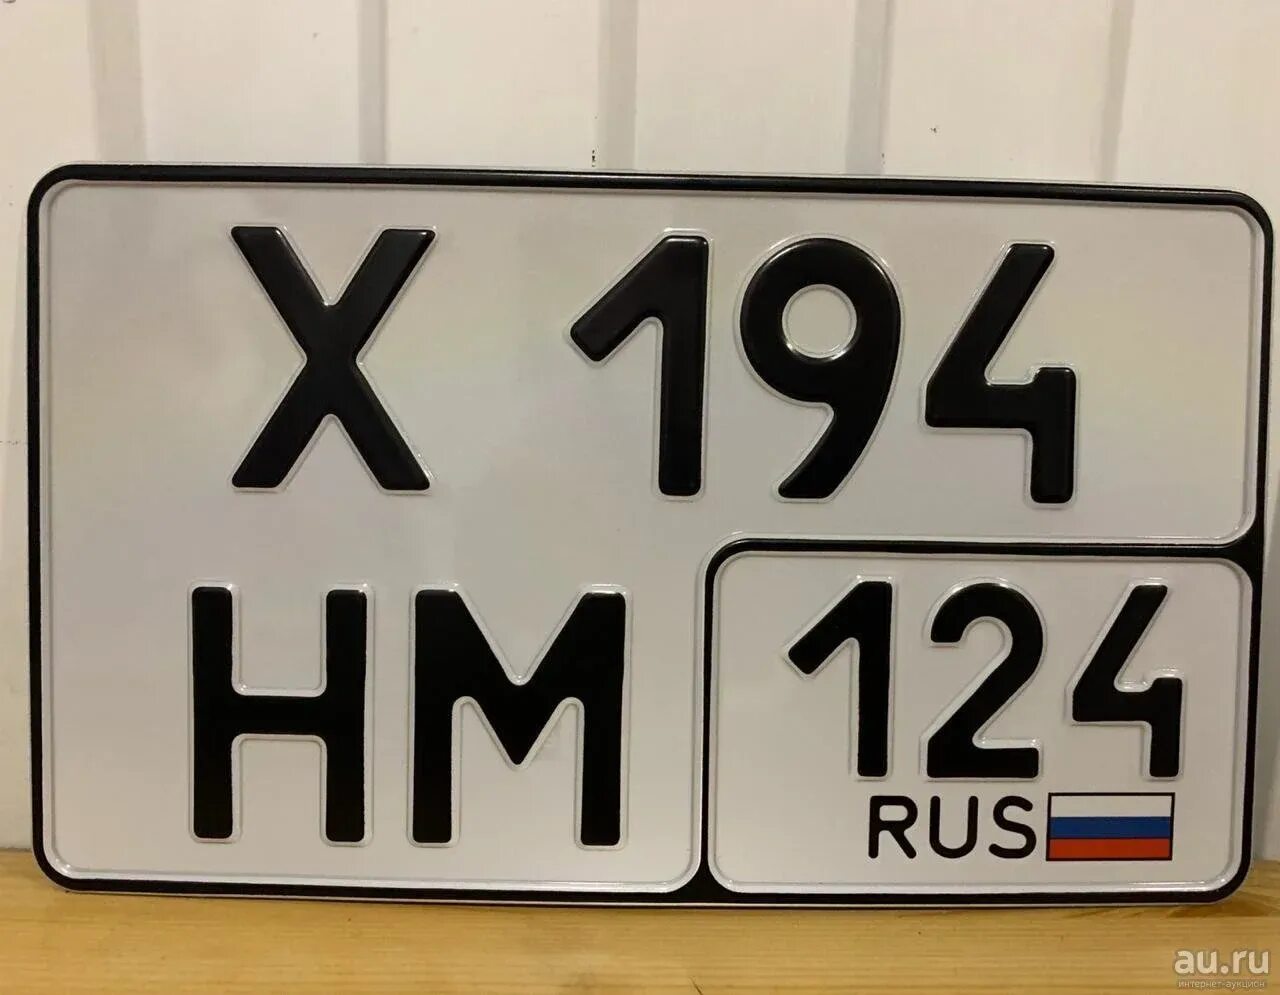 Х 194
НМ
124
RUS
au.ru
интернет-аукцион